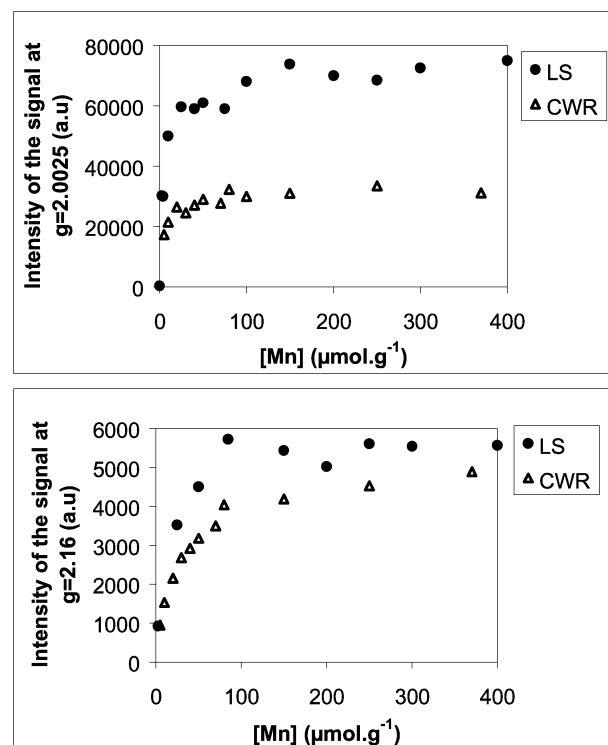 80000
60000
40000
20000
0
0 100 200 300 400
Intensity of the signal at
g=2.0025 (a.u)
[Mn] (µmol.g-1)
LS
CWR
6000
5000
4000
3000
2000
1000
0
0 100 200 300 400
Intensity of the signal at
g=2.16 (a.u)
[Mn] (µmol.g-1)
LS
CWR